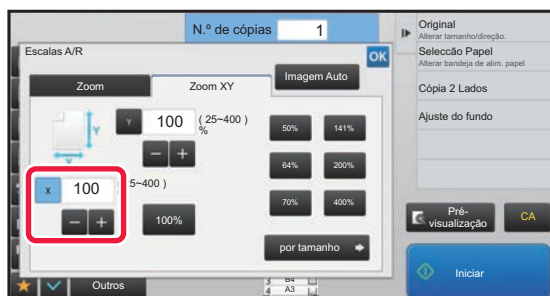 N.º de cópias 1
Escalas A/R
OK
Zoom
Zoom XY
Imagem Auto
Y
Y 100 ( 25~400 )
%
50% 141%
64% 200%
70% 400%
X
X 100 5~400 )
100%
por tamanho
Outros
B4
A3
Original
Alterar tamanho/direção.
Seleccão Papel
Alterar bandeja de alim. papel
Cópia 2 Lados
Ajuste do fundo
Pré-
visualização
CA
Iniciar